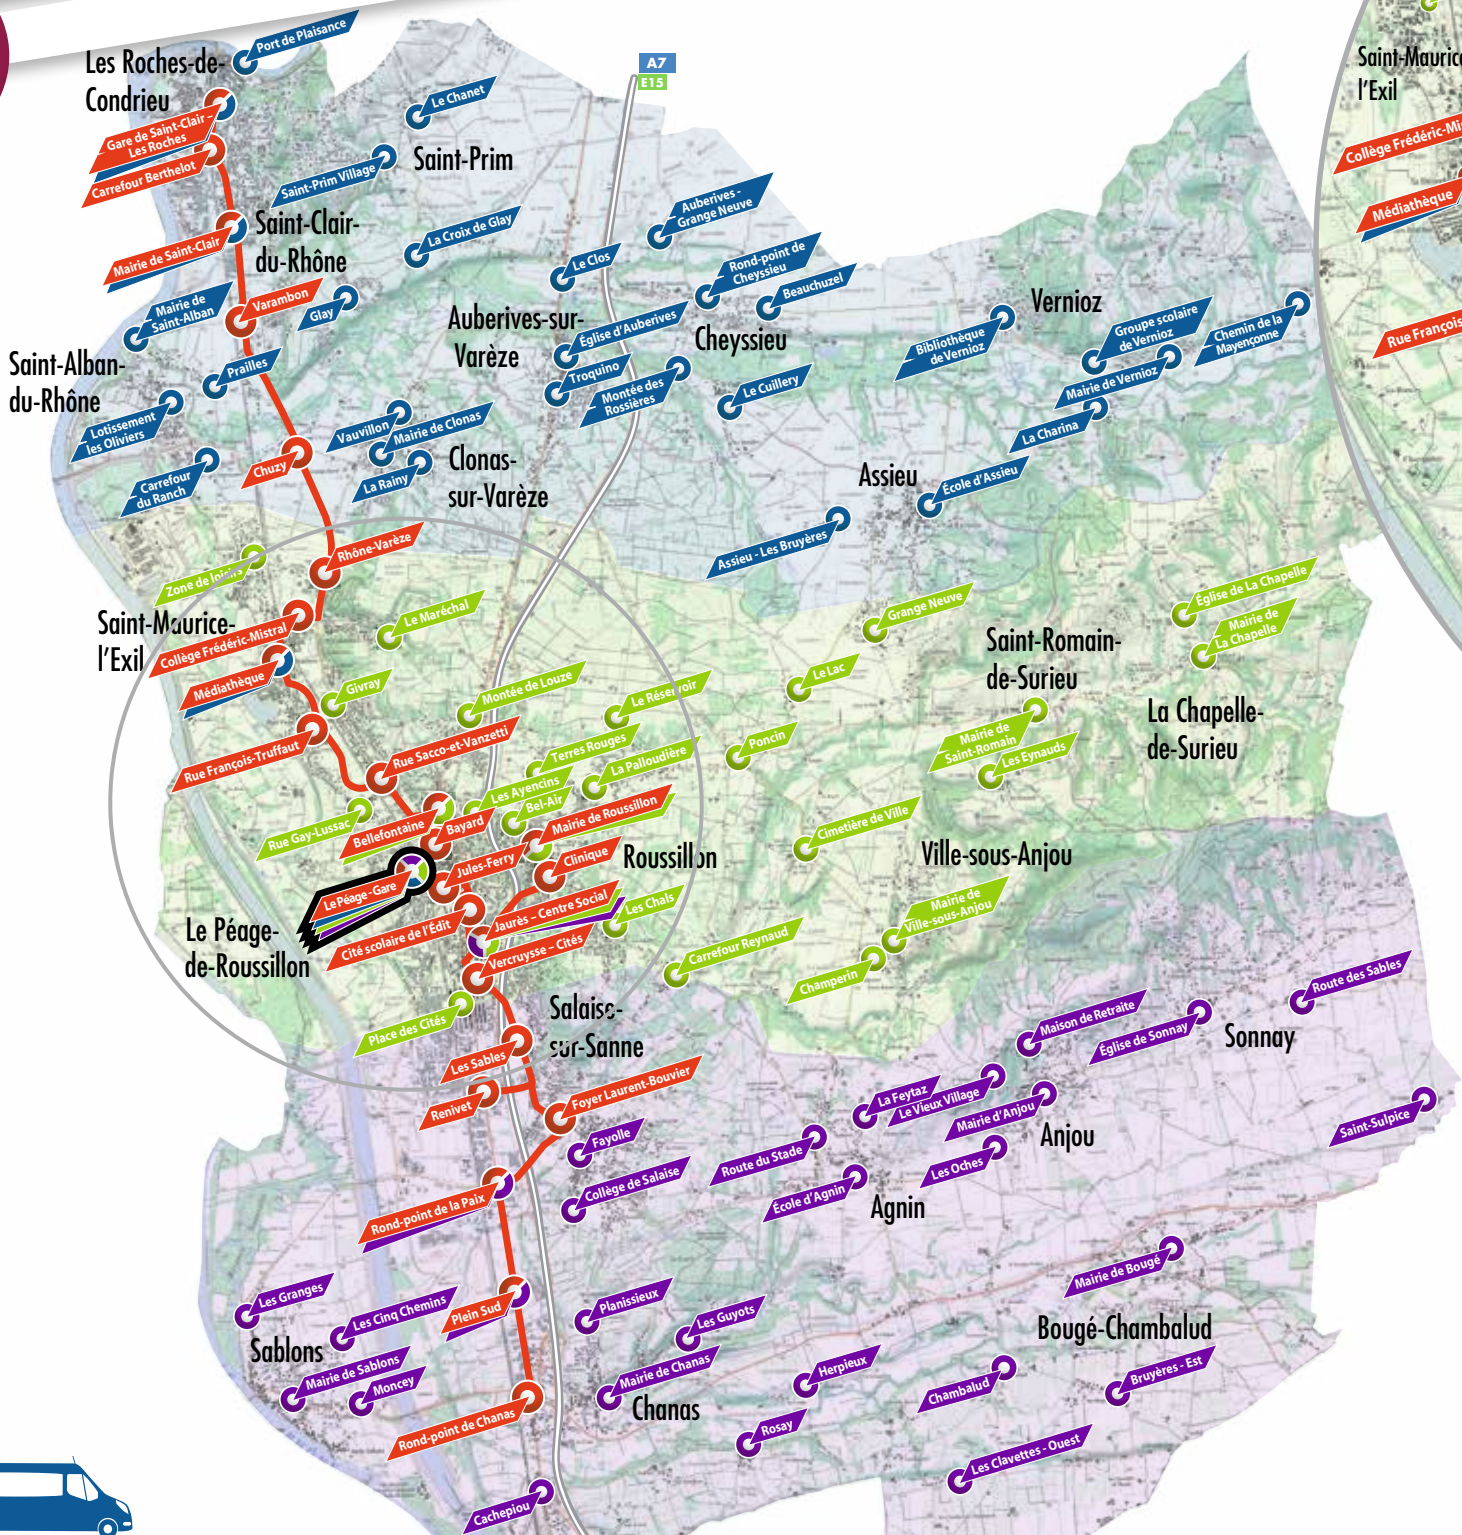 Port de Plaisance
Les Roches-de-
Condrieu
A7
E15
Saint-Maurice
l'Exil
Le Chanet
Gare de Saint-Clair –
Les Roches
Carrefour Berthelot
Saint-Prim
Saint-Prim Village
Collège Frédéric-Mis
Médiathèque
Rue François
Auberives -
Grange Neuve
Saint-Clair-
du-Rhône
La Croix de Glay
Mairie de Saint-Clair
Le Clos
Rond-point de
Cheyssieu
Beauchuzel
Mairie de
Saint-Alban
Varambon
Glay
Auberives-sur-
Varèze
Église d'Auberives
Cheyssieu
Vernioz
Bibliothèque
de Vernioz
Groupe scolaire
de Vernioz
Chemin de la
Mayençonne
Saint-Alban-
du-Rhône
Prailles
Troquino
Montée des
Rossières
Le Cuillery
Mairie de Vernioz
Lotissement
les Oliviers
Vauvillon
Mairie de Clonas
La Charina
Carrefour
du Ranch
Chuzy
La Rainy
Clonas-
sur-Varèze
Assieu
École d'Assieu
Assieu - Les Bruyères
Rhône-Varèze
Zone de loisirs
Le Maréchal
Grange Neuve
Église de La Chapelle
Mairie de
La Chapelle
Saint-Maurice-
l'Exil
Collège Frédéric-Mistral
Médiathèque
Saint-Romain-
de-Surieu
Givray
Montée de Louze
Le Réservoir
Le Lac
La Chapelle-
de-Surieu
Rue François-Truffaut
Rue Sacco-et-Vanzetti
Terres Rouges
La Palloudière
Poncin
Mairie de
Saint-Romain
Les Eynauds
Les Ayencins
Bel-Air
Rue Gay-Lussac
Bellefontaine
Bayard
Mairie de Roussillon
Cimetière de Ville
Jules-Ferry
Clinique
Roussillon
Ville-sous-Anjou
Le Péage-Gare
Jaurès – Centre Social
Les Chals
Mairie de
Ville-sous-Anjou
Le Péage-
de-Roussillon
Cité scolaire de l'Édit
Vercruysse – Cités
Carrefour Reynaud
Champerin
Place des Cités
Salaise-
sur-Sanne
Maison de Retraite
Route des Sables
Église de Sonnay
Sonnay
Les Sables
Renivet
Foyer Laurent-Bouvier
La Feytaz
Le Vieux Village
Mairie d'Anjou
Anjou
Saint-Sulpice
Fayolle
Route du Stade
Les Oches
Collège de Salaise
École d'Agnin
Agnin
Rond-point de la Paix
Mairie de Bougé
Les Granges
Les Cinq Chemins
Plein Sud
Planissieux
Les Guyots
Bougé-Chambalud
Sablons
Mairie de Sablons
Moncey
Mairie de Chanas
Herpieux
Chambalud
Bruyères - Est
Rond-point de Chanas
Chanas
Rosay
Les Clavettes - Ouest
Cachepiou